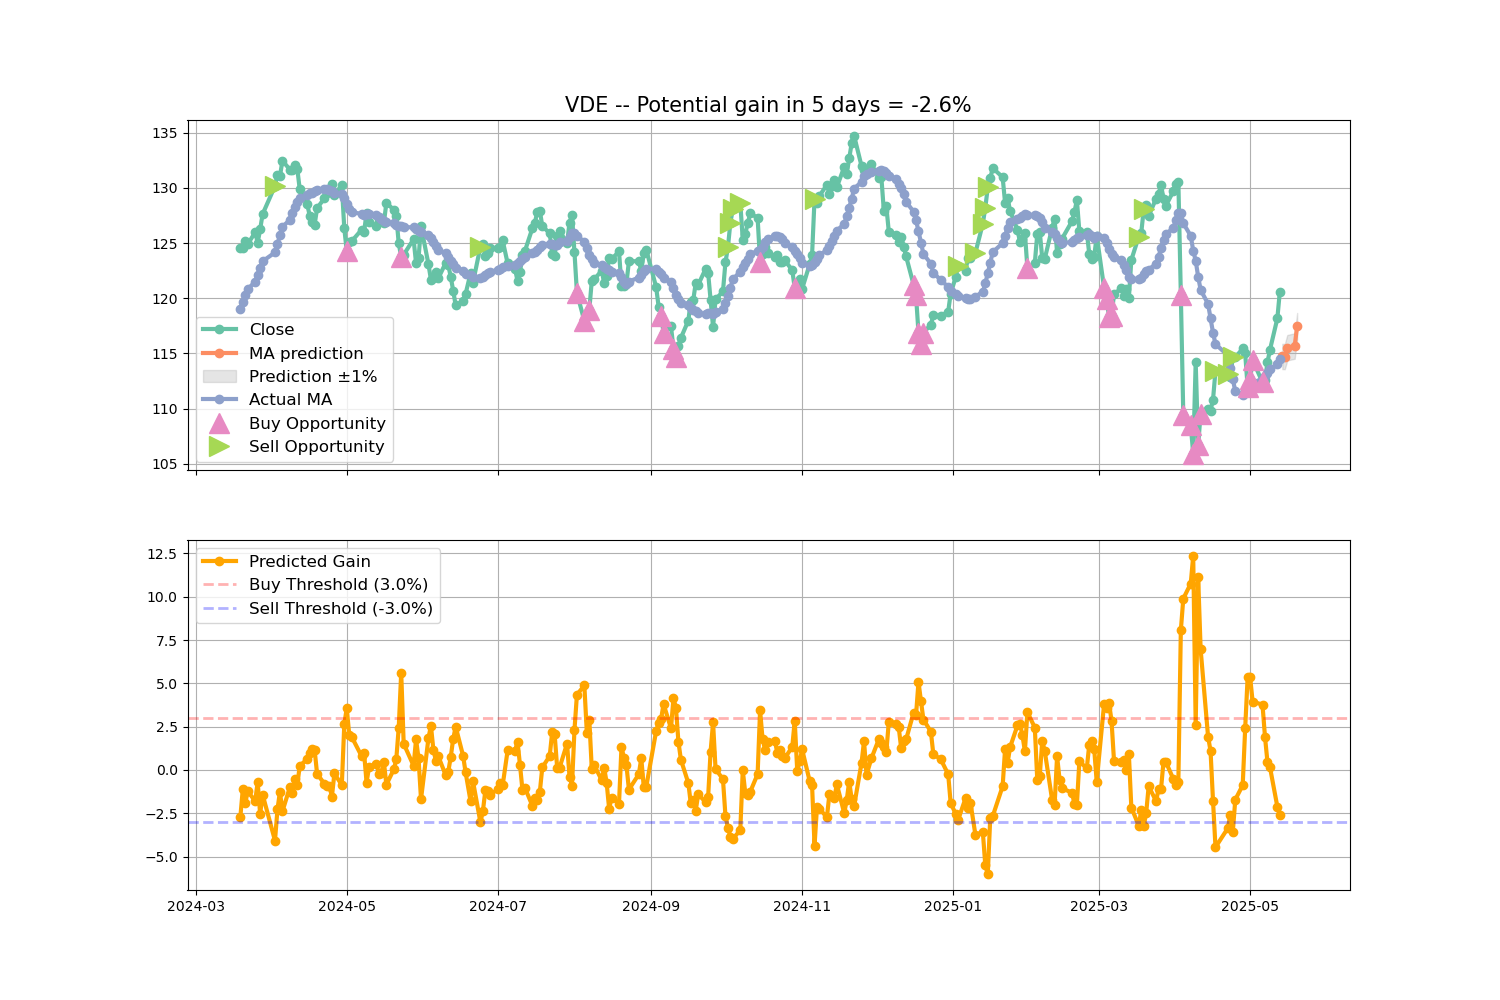 VDE -- Potential gain in 5 days = -2.6%
135
130
125
120
115
110
105
Close
MA prediction
Prediction ±1%
Actual MA
Buy Opportunity
Sell Opportunity
12.5
10.0
7.5
5.0
2.5
0.0
−2.5
−5.0
Predicted Gain
Buy Threshold (3.0%)
Sell Threshold (-3.0%)
2024-03
2024-05
2024-07
2024-09
2024-11
2025-01
2025-03
2025-05